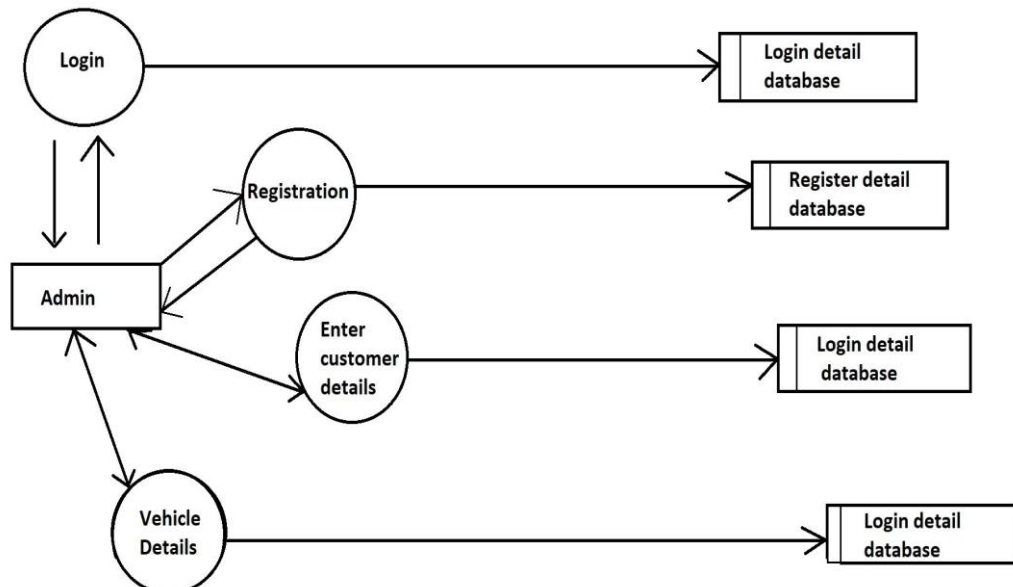 Login
Login detail
database
Registration
Register detail
database
Admin
Enter
customer
details
Login detail
database
Vehicle
Details
Login detail
database